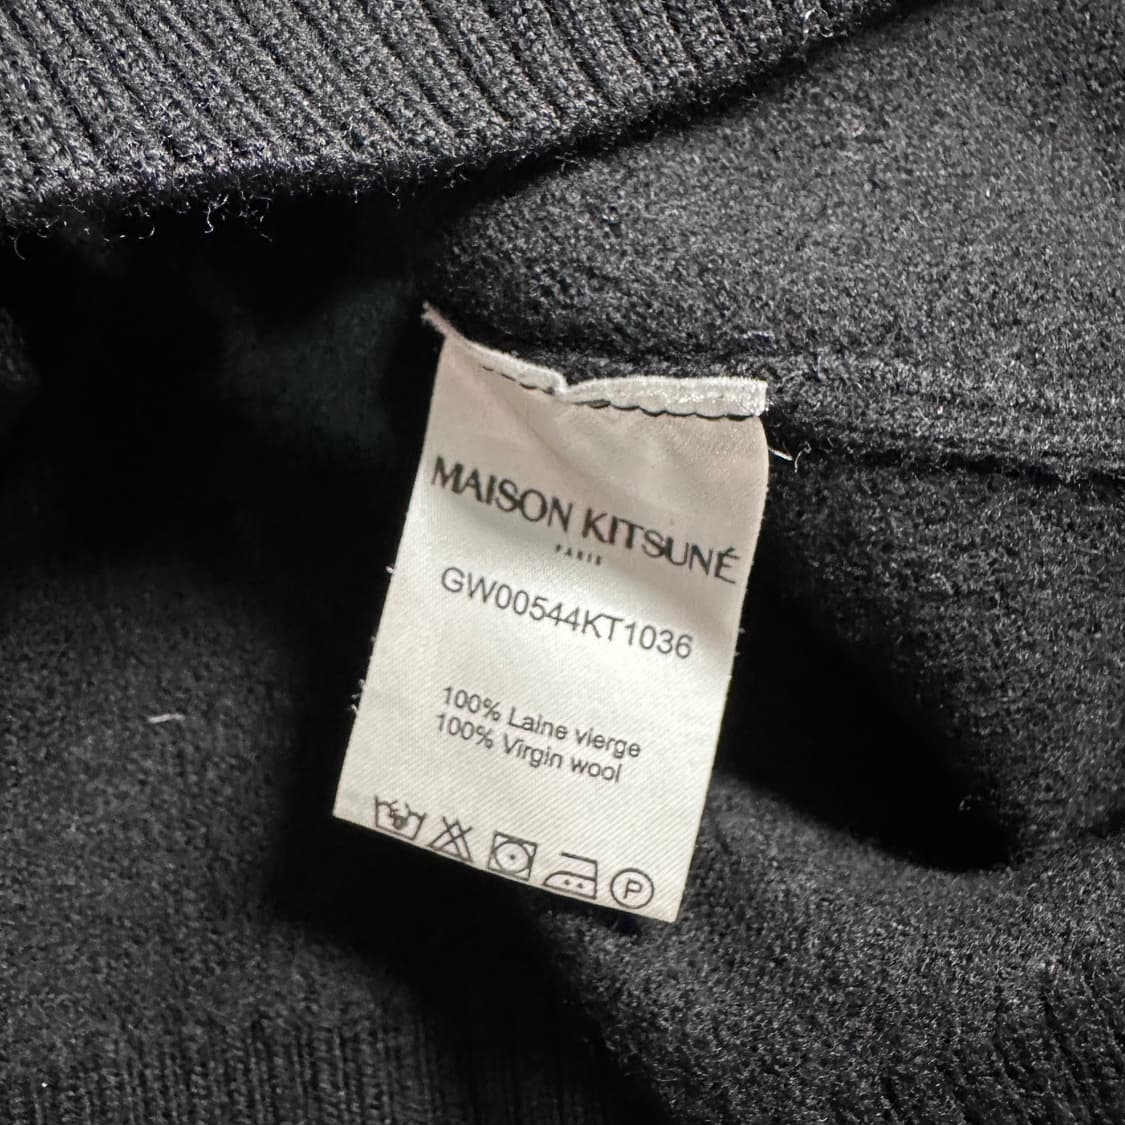 MAISON KITSUNÉ
PARIS
GW00544KT1036
100% Laine vierge
100% Virgin wool
P